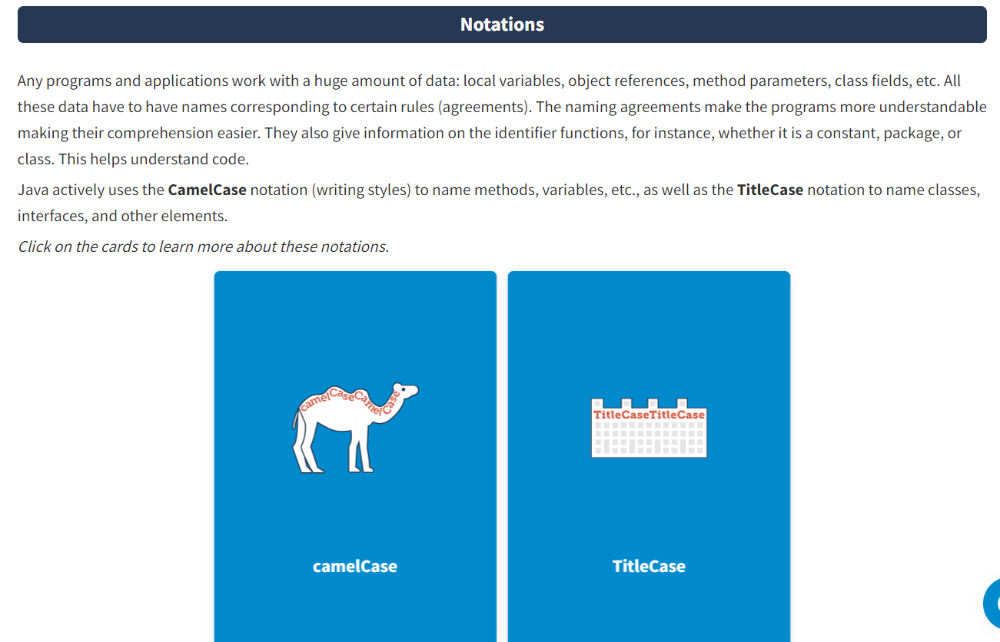 Notations
Any programs and applications work with a huge amount of data: local variables, object references, method parameters, class fields, etc. All
these data have to have names corresponding to certain rules (agreements). The naming agreements make the programs more understandable
making their comprehension easier. They also give information on the identifier functions, for instance, whether it is a constant, package, or
class. This helps understand code.
Java actively uses the CamelCase notation (writing styles) to name methods, variables, etc., as well as the TitleCase notation to name classes,
interfaces, and other elements.
Click on the cards to learn more about these notations.
camelCaseCamelCase
TitleCaseTitleCase
camelCase
TitleCase